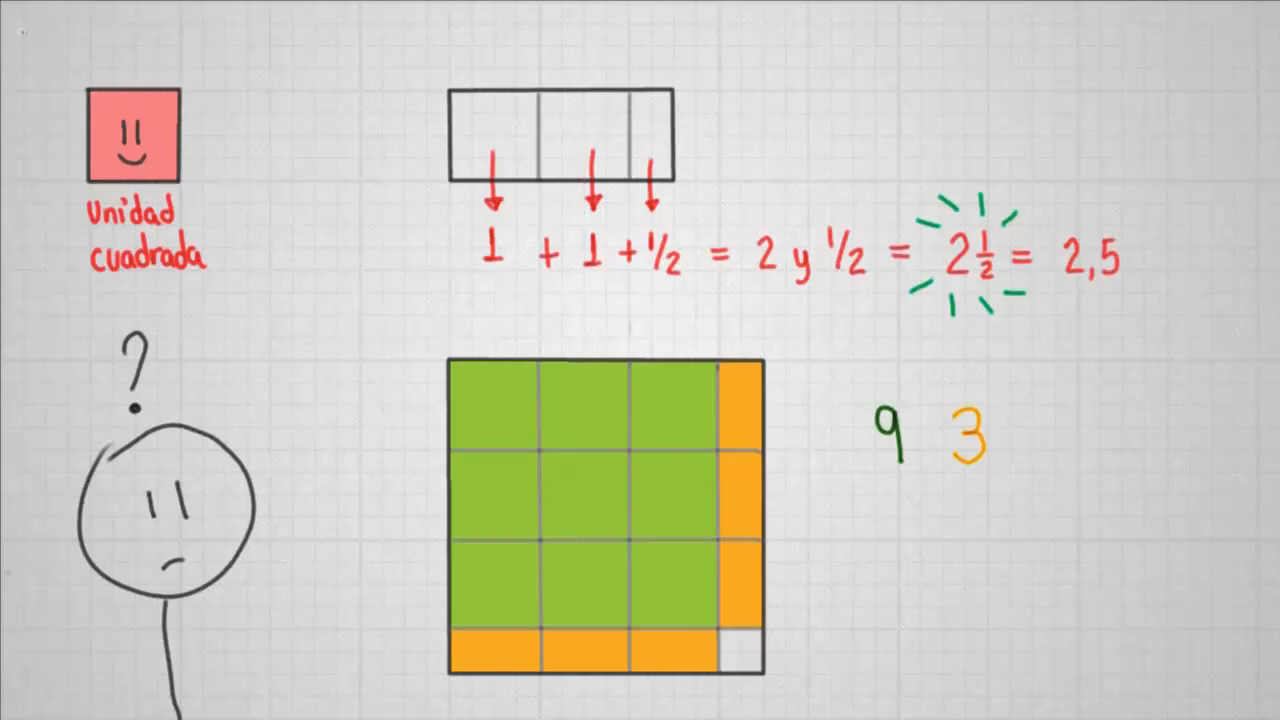 unidad
cuadrada
1 + 1 + 1/2 = 2 y 1/2 = 2 1/2 = 2,5
?
9 3